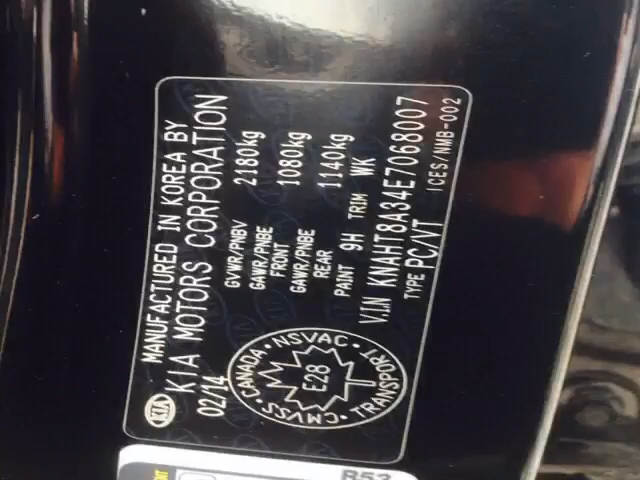 MANUFACTURED IN KOREA BY
KIA KIA MOTORS CORPORATION
02/14
GVWR/PNBV 2180kg
GAWR/PNBE FRONT 1080kg
GAWR/PNBE REAR 1140kg
PAINT 9H TRIM WK
V.I.N KNAHT8A34E7068007
TYPE PC/VT ICES/NMB-002
CANADA · NSVAC · TRANSPORT · CMVSS ·
E28